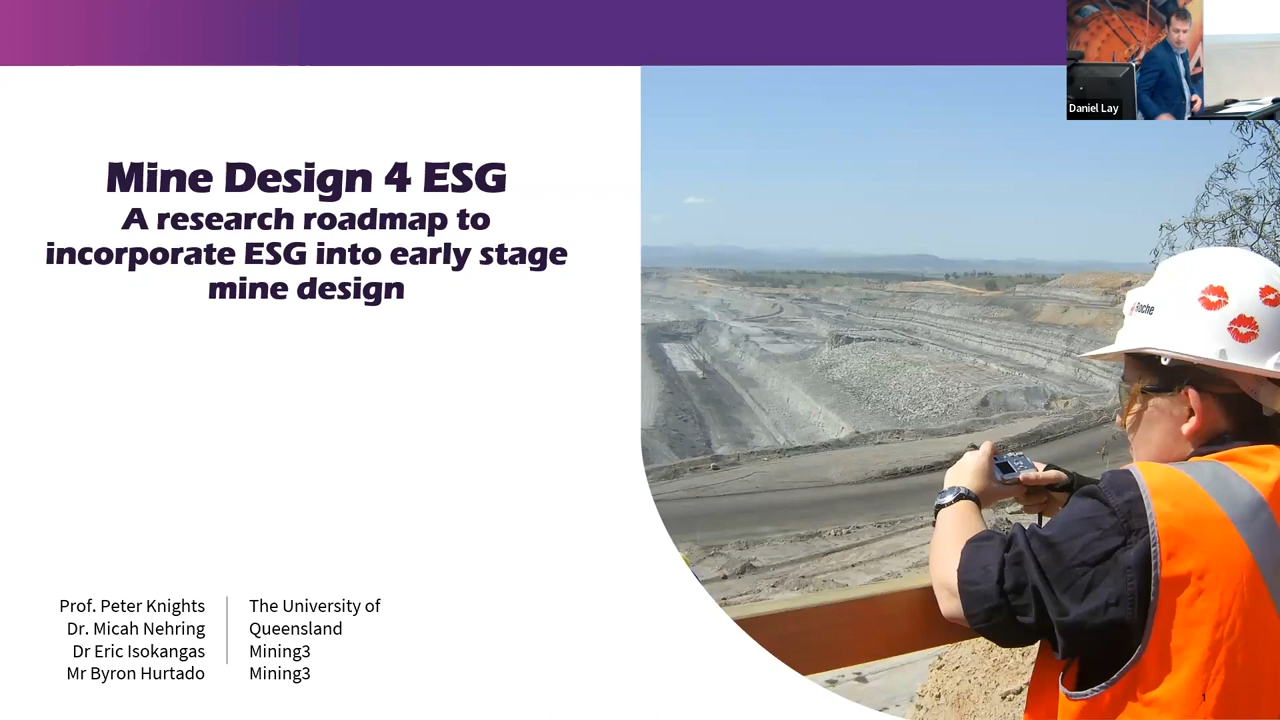 Daniel Lay
Mine Design 4 ESG
A research roadmap to
incorporate ESG into early stage
mine design
Roche
Prof. Peter Knights
Dr. Micah Nehring
Dr Eric Isokangas
Mr Byron Hurtado
The University of
Queensland
Mining3
Mining3
1